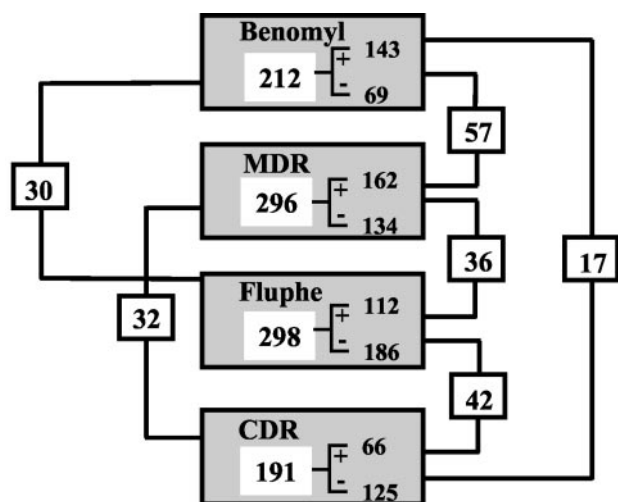 Benomyl
212 + 143
- 69
57
MDR
296 + 162
- 134
30
36
17
Fluphe
298 + 112
- 186
32
42
CDR
191 + 66
- 125